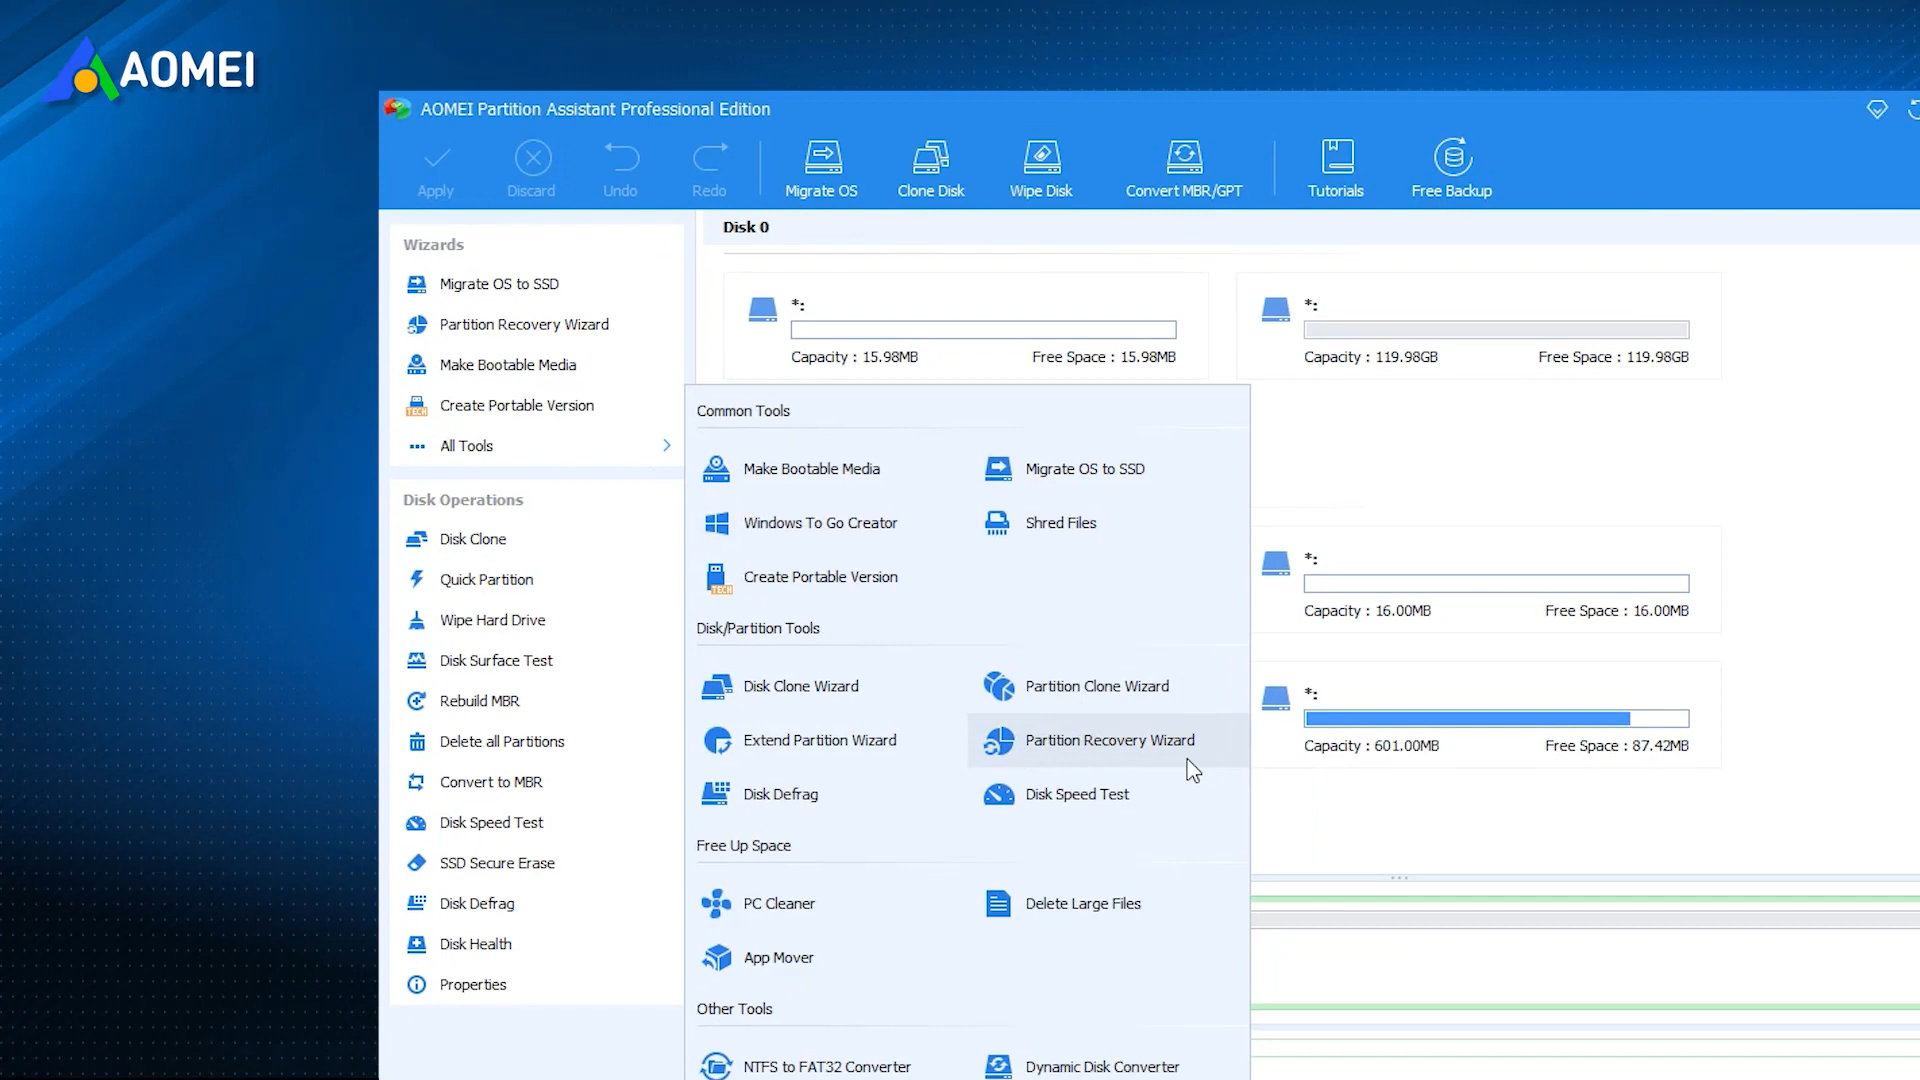 AOMEI
AOMEI Partition Assistant Professional Edition
Apply
Discard
Undo
Redo
Migrate OS
Clone Disk
Wipe Disk
Convert MBR/GPT
Tutorials
Free Backup
Wizards
Migrate OS to SSD
Partition Recovery Wizard
Make Bootable Media
TECH
Create Portable Version
All Tools
Disk Operations
Disk Clone
Quick Partition
Wipe Hard Drive
Disk Surface Test
Rebuild MBR
Delete all Partitions
Convert to MBR
Disk Speed Test
SSD Secure Erase
Disk Defrag
Disk Health
Properties
Disk 0
*:
Capacity : 15.98MB Free Space : 15.98MB
*:
Capacity : 119.98GB Free Space : 119.98GB
Common Tools
Make Bootable Media
Migrate OS to SSD
Windows To Go Creator
Shred Files
TECH
Create Portable Version
Disk/Partition Tools
Disk Clone Wizard
Partition Clone Wizard
Extend Partition Wizard
Partition Recovery Wizard
Disk Defrag
Disk Speed Test
Free Up Space
PC Cleaner
Delete Large Files
App Mover
Other Tools
NTFS to FAT32 Converter
Dynamic Disk Converter
*:
Capacity : 16.00MB Free Space : 16.00MB
*:
Capacity : 601.00MB Free Space : 87.42MB